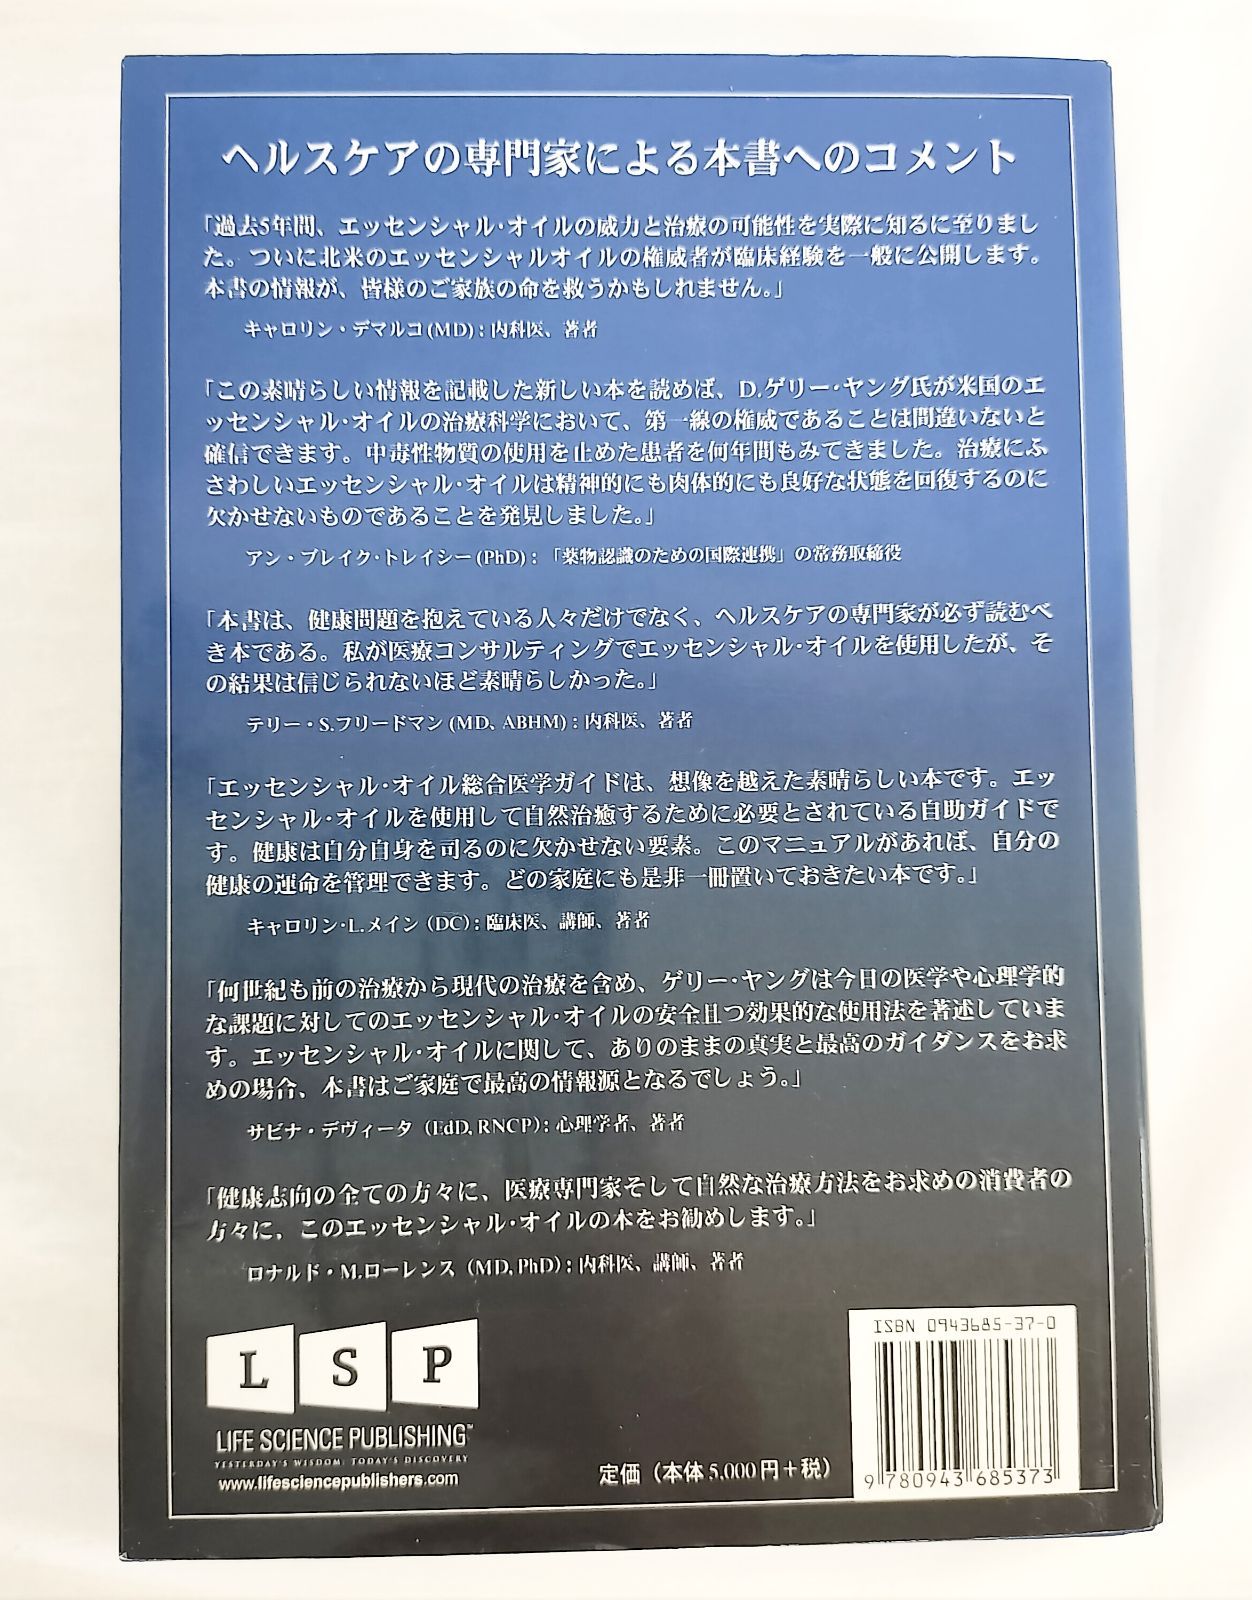 ヘルスケアの専門家による本書へのコメント
「過去5年間、エッセンシャル・オイルの威力と治療の可能性を実際に知るに至りまし
た。ついに北米のエッセンシャルオイルの権威者が臨床経験を一般に公開します。
本書の情報が、皆様のご家族の命を救うかもしれません。」
キャロリン・デマルコ(MD):内科医、著者
「この素晴らしい情報を記載した新しい本を読めば、D.ゲリー・ヤング氏が米国のエ
ッセンシャル・オイルの治療科学において、第一線の権威であることは間違いないと
確信できます。中毒性物質の使用を止めた患者を何年間もみてきました。治療にふ
さわしいエッセンシャル・オイルは精神的にも肉体的にも良好な状態を回復するのに
欠かせないものであることを発見しました。」
アン・ブレイク・トレイシー(PhD):「薬物認識のための国際連携」の常務取締役
「本書は、健康問題を抱えている人々だけでなく、ヘルスケアの専門家が必ず読むべ
き本である。私が医療コンサルティングでエッセンシャル・オイルを使用したが、そ
の結果は信じられないほど素晴らしかった。」
テリー・S.フリードマン(MD、ABHM):内科医、著者
「エッセンシャル・オイル総合医学ガイドは、想像を越えた素晴らしい本です。エッ
センシャル・オイルを使用して自然治癒するために必要とされている自助ガイドで
す。健康は自分自身を司るのに欠かせない要素。このマニュアルがあれば、自分の
健康の運命を管理できます。どの家庭にも是非一冊置いておきたい本です。」
キャロリン・L.メイン(DC):臨床医、講師、著者
「何世紀も前の治療から現代の治療を含め、ゲリー・ヤングは今日の医学や心理学的
な課題に対してのエッセンシャル・オイルの安全且つ効果的な使用法を著述していま
す。エッセンシャル・オイルに関して、ありのままの真実と最高のガイダンスをお求
めの場合、本書はご家庭で最高の情報源となるでしょう。」
サビナ・デヴィータ(EdD, RNCP):心理学者、著者
「健康志向の全ての方々に、医療専門家そして自然な治療方法をお求めの消費者の
方々に，このエッセンシャル・オイルの本をお勧めします。」
ロナルド・M.ローレンス(MD, PhD):内科医、講師、著者
L S P
LIFE SCIENCE PUBLISHING™
YESTERDAY'S WISDOM. TODAY'S DISCOVERY
www.lifesciencepublishers.com
定価（本体5,000円＋税）
ISBN 0943685-37-0
9 780943 685373